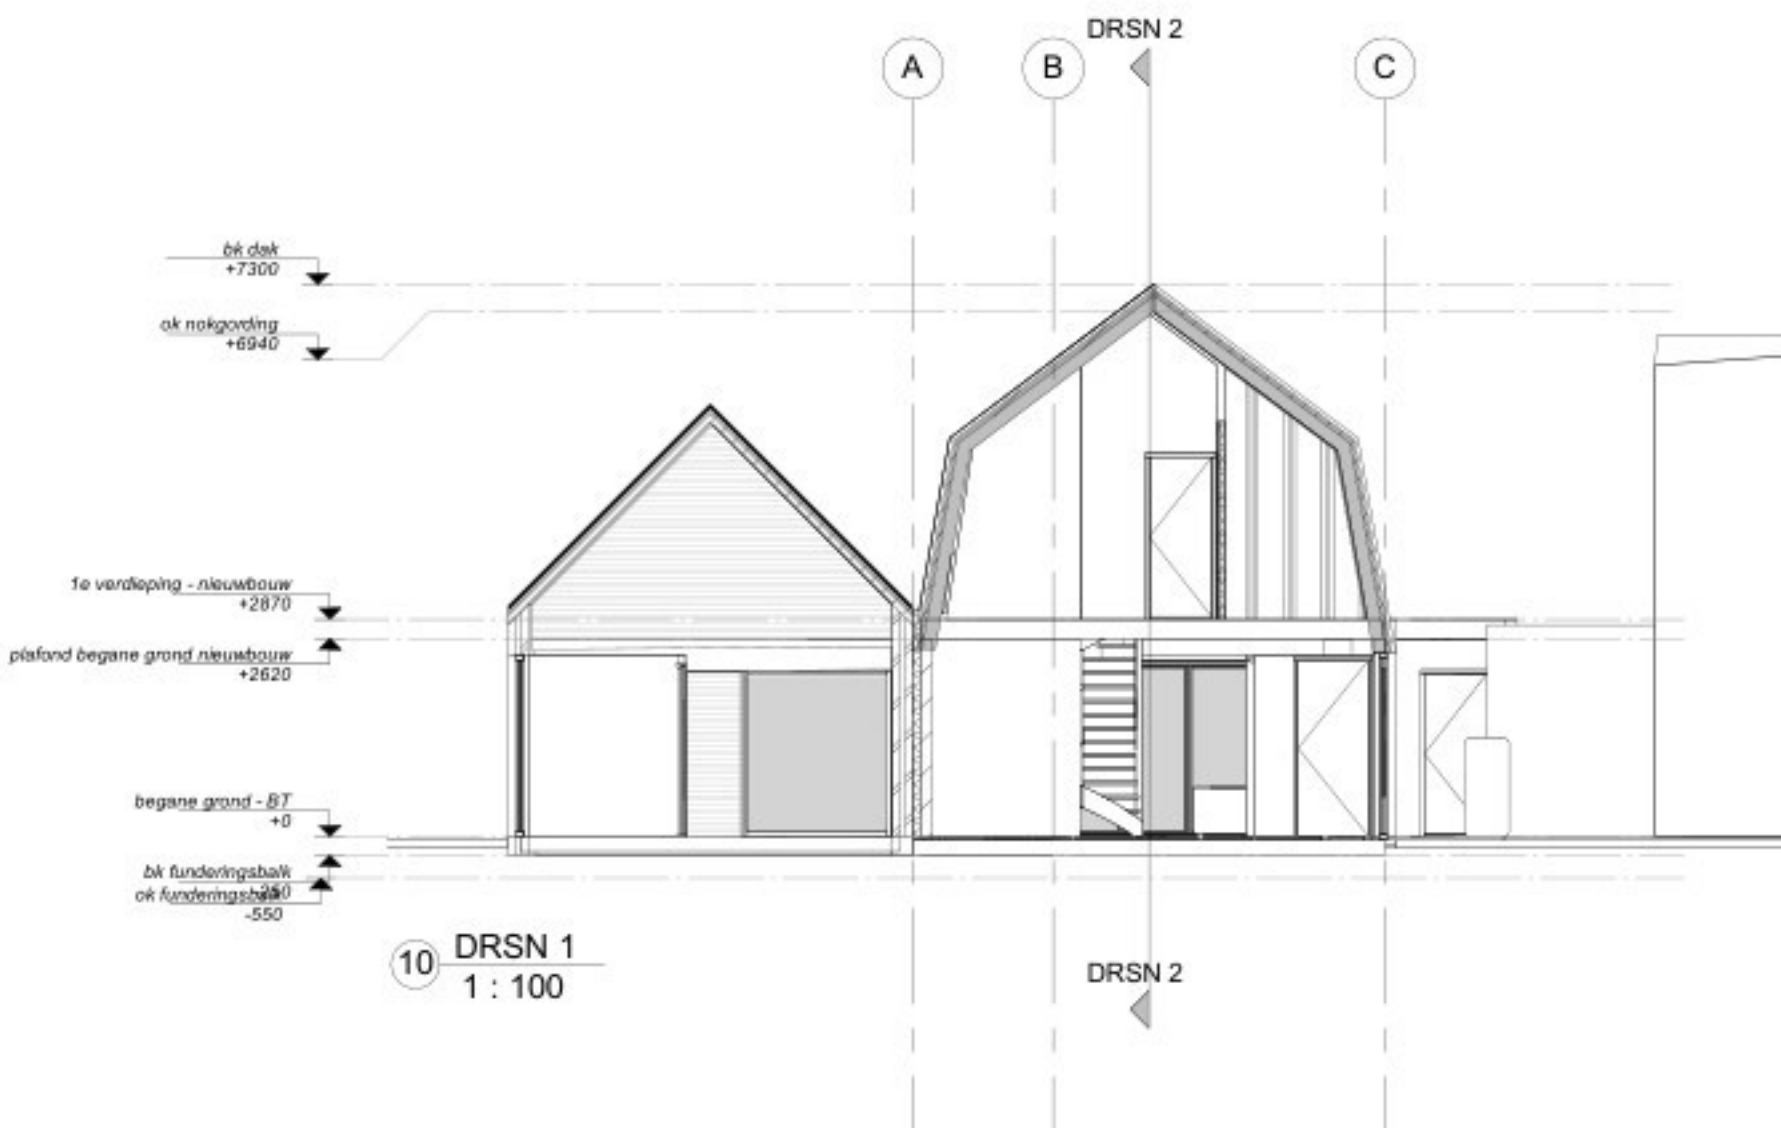 DRSN 2
A
B
C
bk dak
+7300
ok nokgording
+6940
1e verdieping - nieuwbouw
+2870
plafond begane grond nieuwbouw
+2620
begane grond - BT
+0
bk funderingsbalk
-250
ok funderingsbalk
-550
10
DRSN 1
1 : 100
DRSN 2